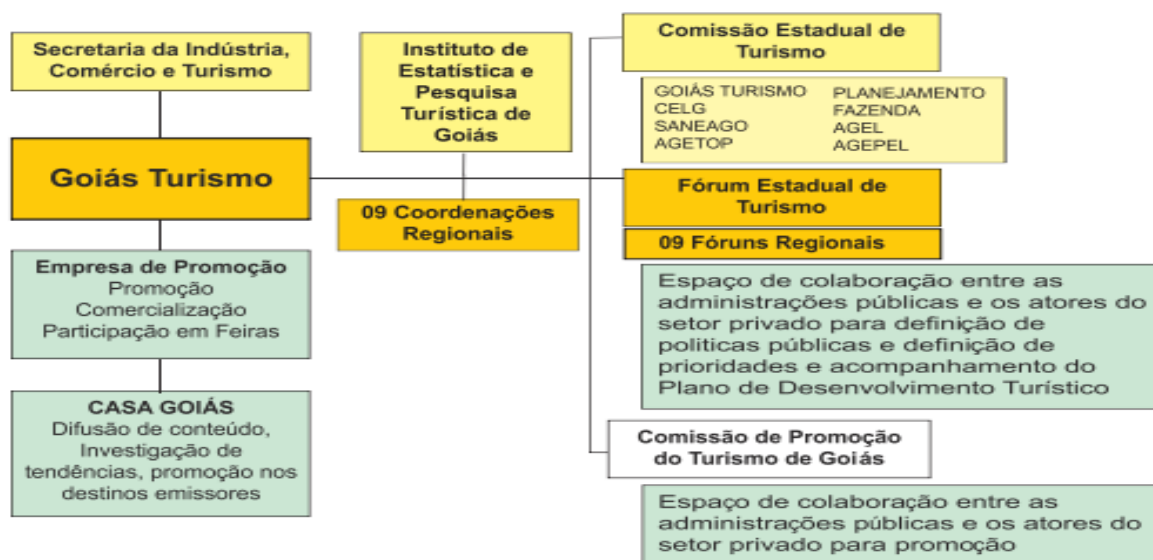 Secretaria da Indústria,
Comércio e Turismo
Goiás Turismo
Empresa de Promoção
Promoção
Comercialização
Participação em Feiras
CASA GOIÁS
Difusão de conteúdo,
Investigação de
tendências, promoção nos
destinos emissores
Instituto de
Estatística e
Pesquisa
Turística de
Goiás
09 Coordenações
Regionais
Comissão Estadual de
Turismo
GOIÁS TURISMO PLANEJAMENTO
CELG FAZENDA
SANEAGO AGEL
AGETOP AGEPEL
Fórum Estadual de
Turismo
09 Fóruns Regionais
Espaço de colaboração entre as
administrações públicas e os atores do
setor privado para definição de
politicas públicas e definição de
prioridades e acompanhamento do
Plano de Desenvolvimento Turístico
Comissão de Promoção
do Turismo de Goiás
Espaço de colaboração entre as
administrações públicas e os atores do
setor privado para promoção